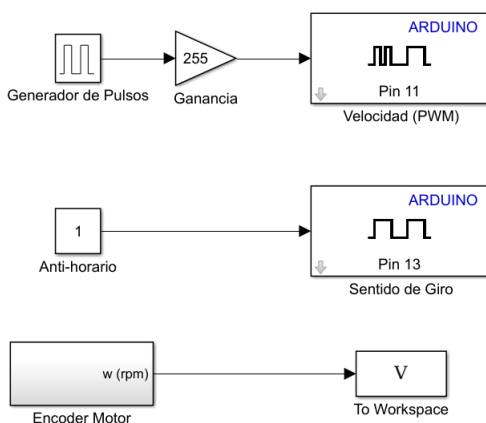 ARDUINO
255
Pin 11
Generador de Pulsos
Ganancia
Velocidad (PWM)
ARDUINO
1
Pin 13
Anti-horario
Sentido de Giro
w (rpm)
V
Encoder Motor
To Workspace